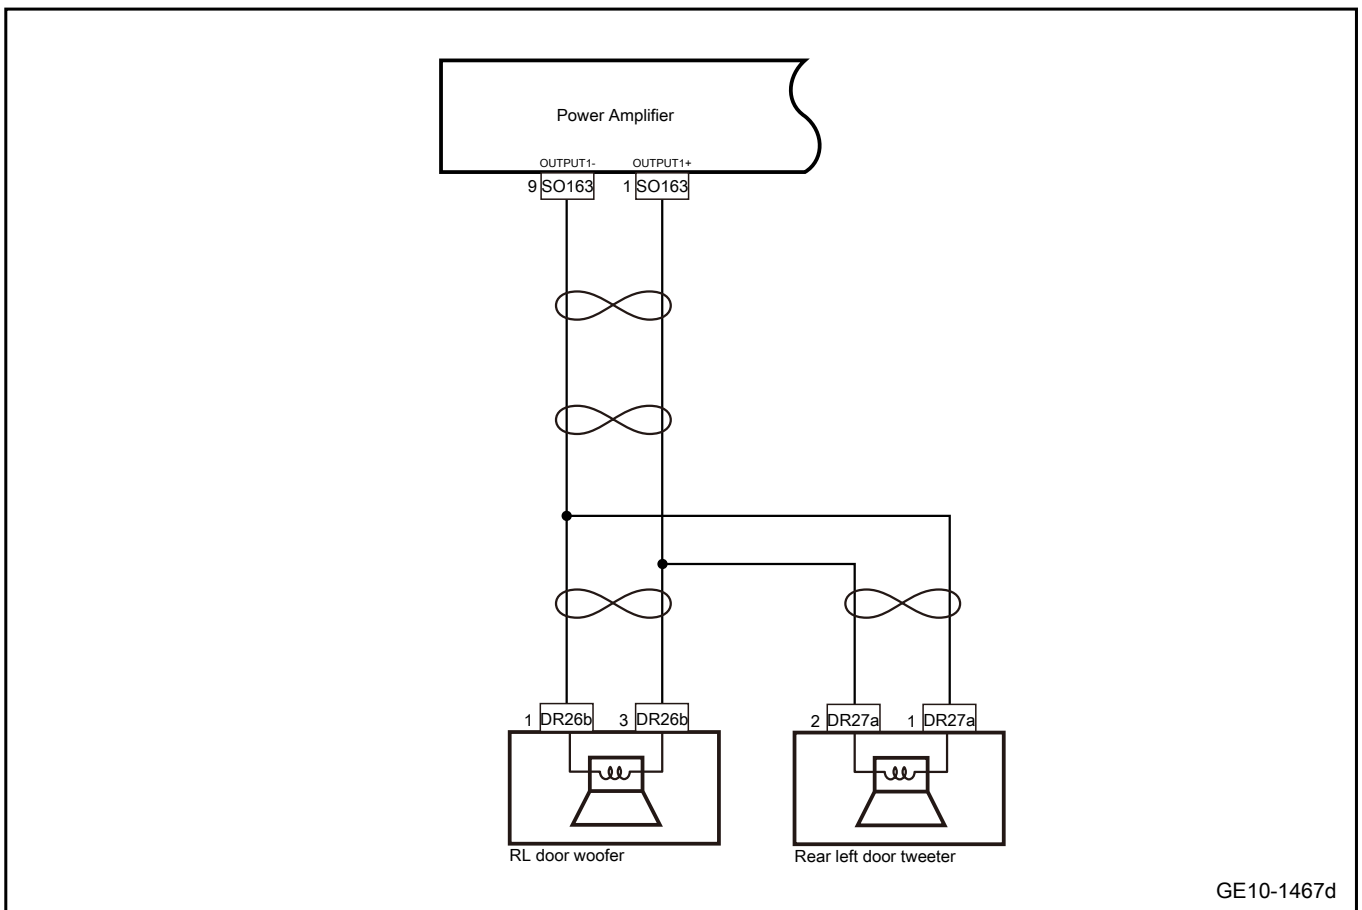 Power Amplifier
OUTPUT1- OUTPUT1+
9 SO163 1 SO163
1 DR26b 3 DR26b 2 DR27a 1 DR27a
RL door woofer Rear left door tweeter
GE10-1467d